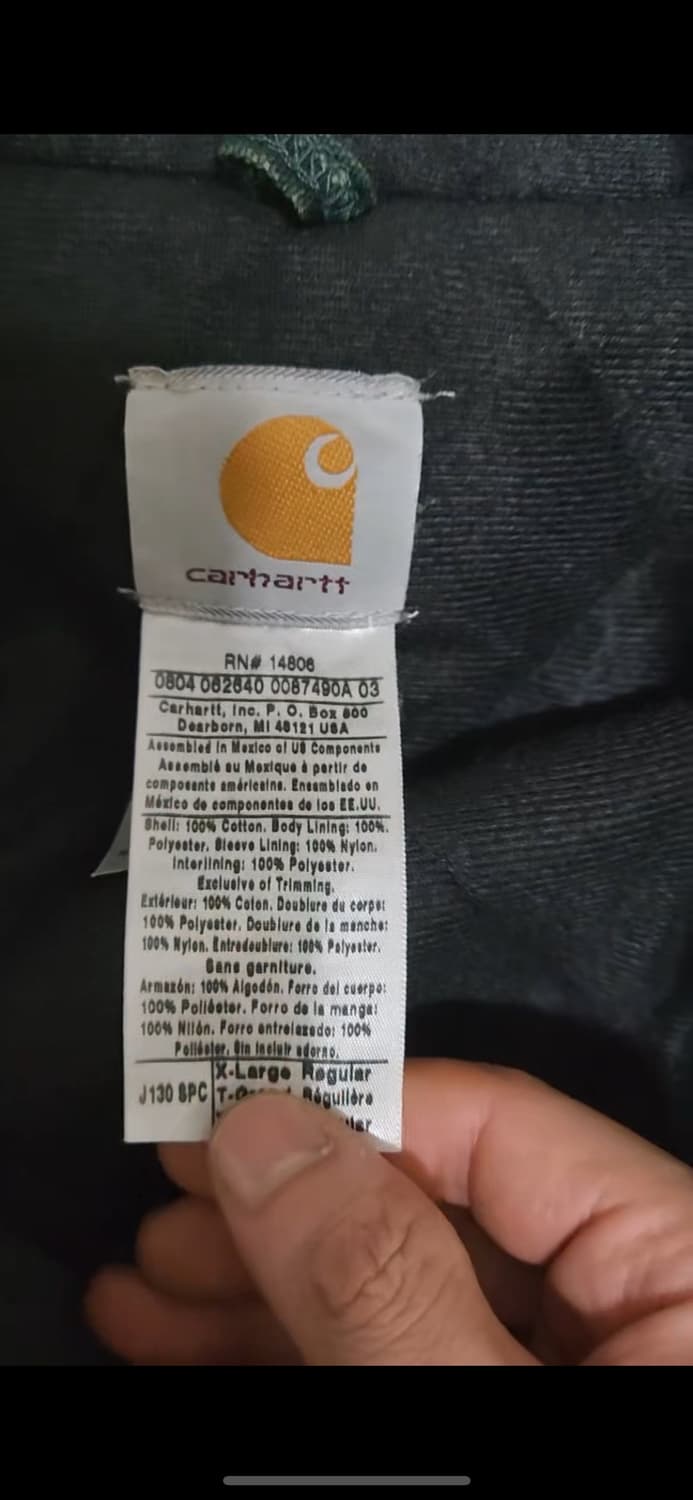 carhartt
RN# 14806
0804 062640 0087490A 03
Carhartt, Inc. P. O. Box 600
Dearborn, MI 48121 USA
Assembled in Mexico of US Components
Assemblé au Mexique à partir de
composants américains. Ensamblado en
México de componentes de los EE.UU.
Shell: 100% Cotton. Body Lining: 100%.
Polyester. Sleeve Lining: 100% Nylon.
Interlining: 100% Polyester.
Exclusive of Trimming.
Extérieur: 100% Coton. Doublure du corps:
100% Polyester. Doublure de la manche:
100% Nylon. Entredoublure: 100% Polyester.
Sans garniture.
Armazón: 100% Algodón. Forro del cuerpo:
100% Poliéster. Forro de la manga:
100% Nilón. Forro entrelazado: 100%
Poliéster. Sin incluir adorno.
J130 SPC
X-Large Regular
Régulière